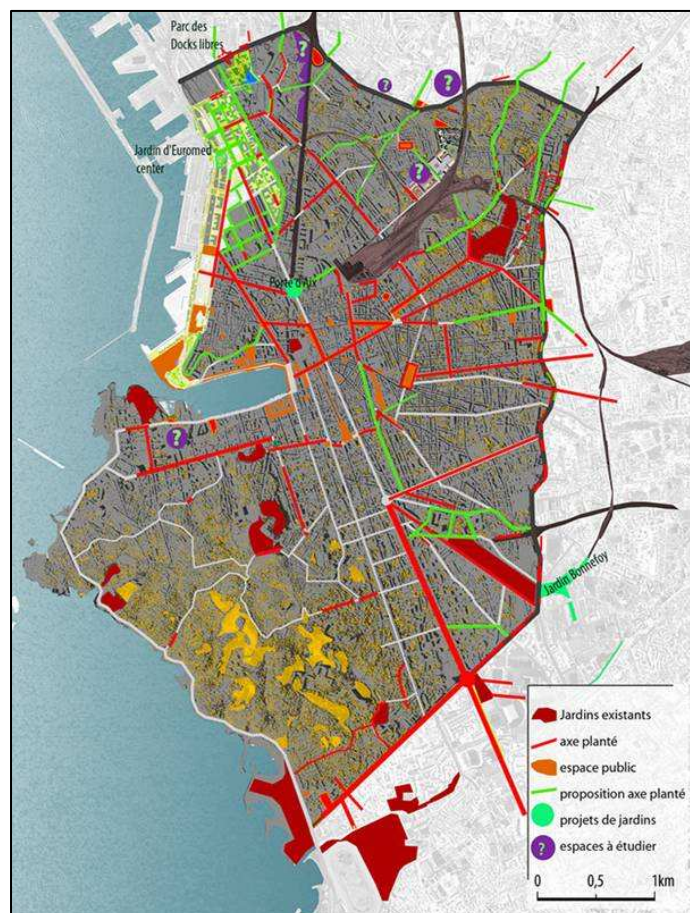 Parc des
Docks libres
?
?
?
Jardin d'Euromed
center
?
Porte d'Aix
?
Jardin Bonnefoy
Jardins existants
axe planté
espace public
proposition axe planté
projets de jardins
? espaces à étudier
0 0,5 1km